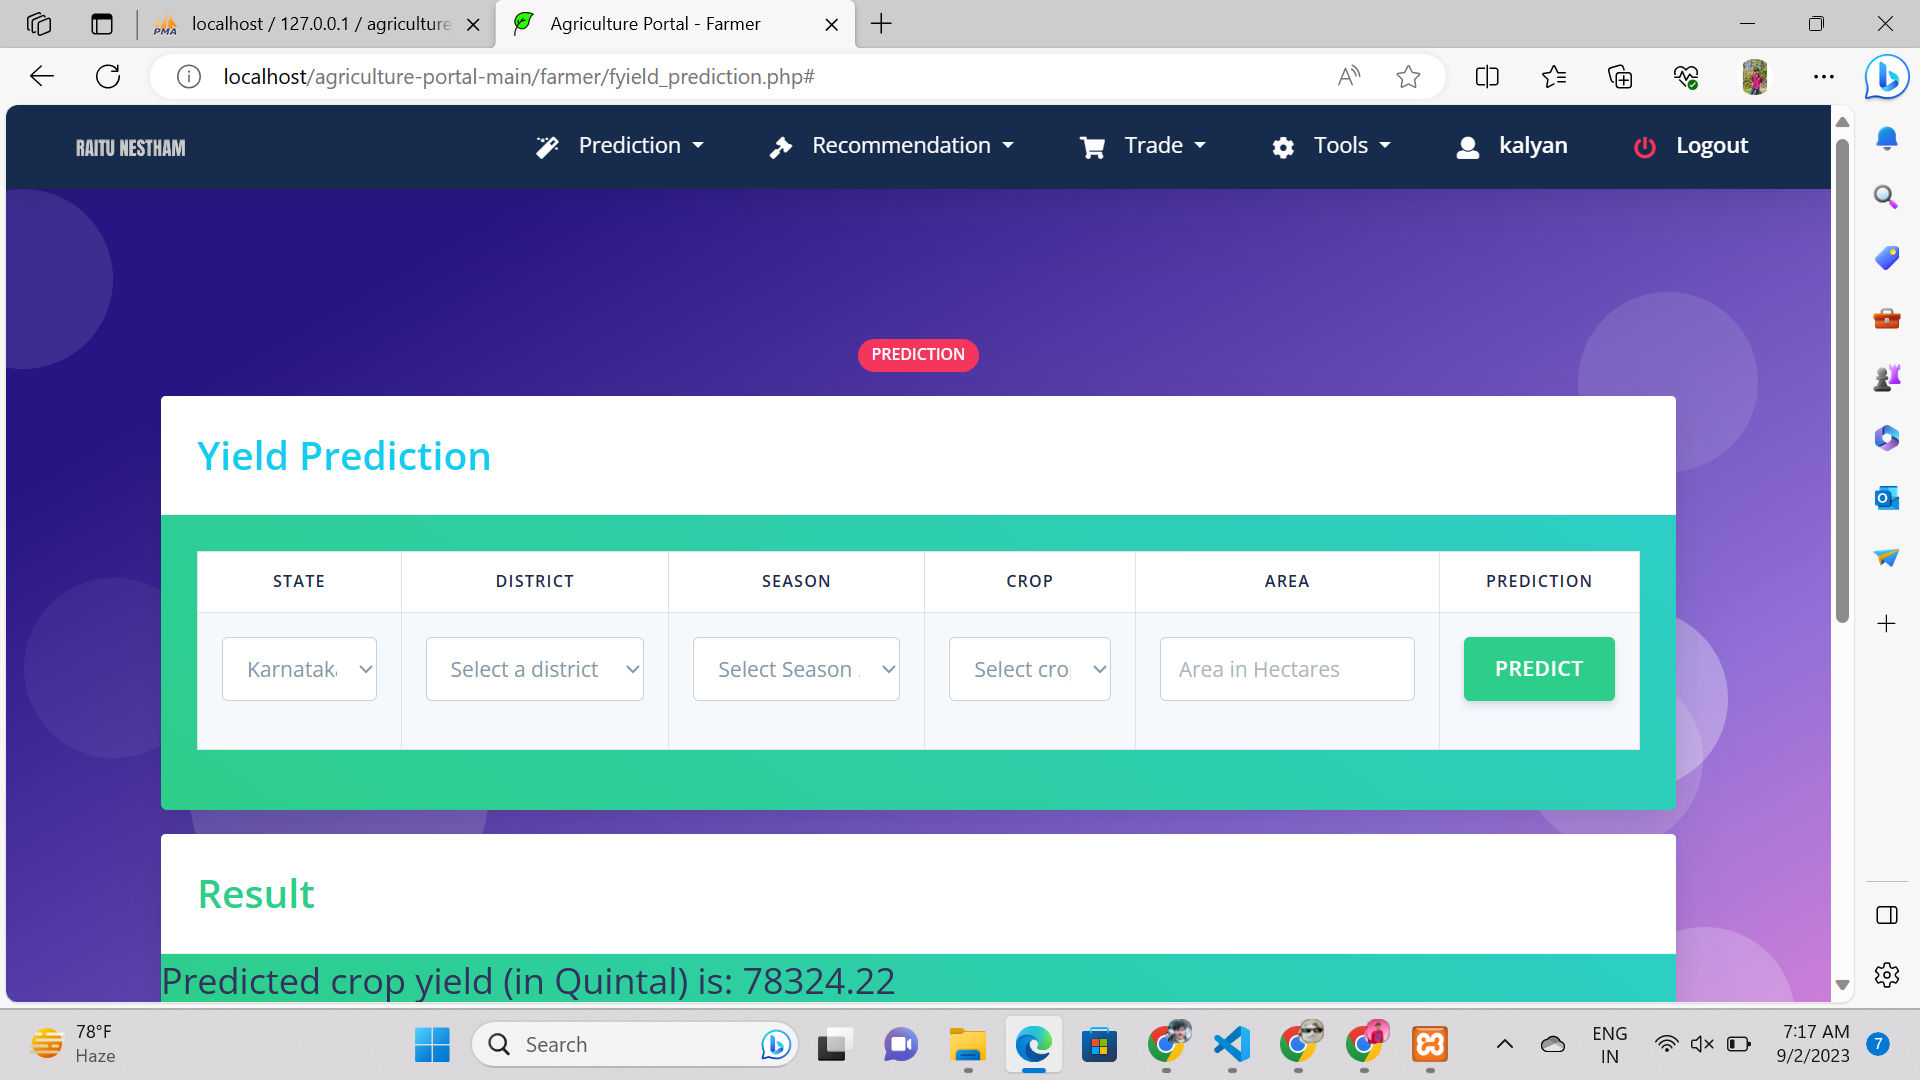 localhost / 127.0.0.1 / agriculture
Agriculture Portal - Farmer
localhost/agriculture-portal-main/farmer/fyield_prediction.php#
RAITU NESTHAM
Prediction
Recommendation
Trade
Tools
kalyan
Logout
PREDICTION
Yield Prediction
STATE DISTRICT SEASON CROP AREA PREDICTION
Karnataka Select a district Select Season . Select cro Area in Hectares PREDICT
Result
Predicted crop yield (in Quintal) is: 78324.22
78°F
Haze
Search
ENG
IN
7:17 AM
9/2/2023
7